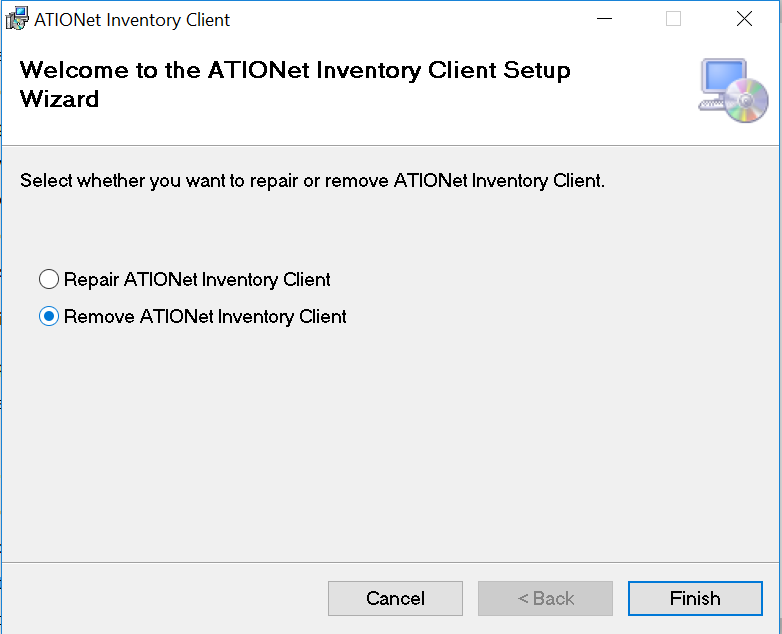 ATIONet Inventory Client
Welcome to the ATIONet Inventory Client Setup
Wizard
Select whether you want to repair or remove ATIONet Inventory Client.
Repair ATIONet Inventory Client
Remove ATIONet Inventory Client
Cancel
< Back
Finish